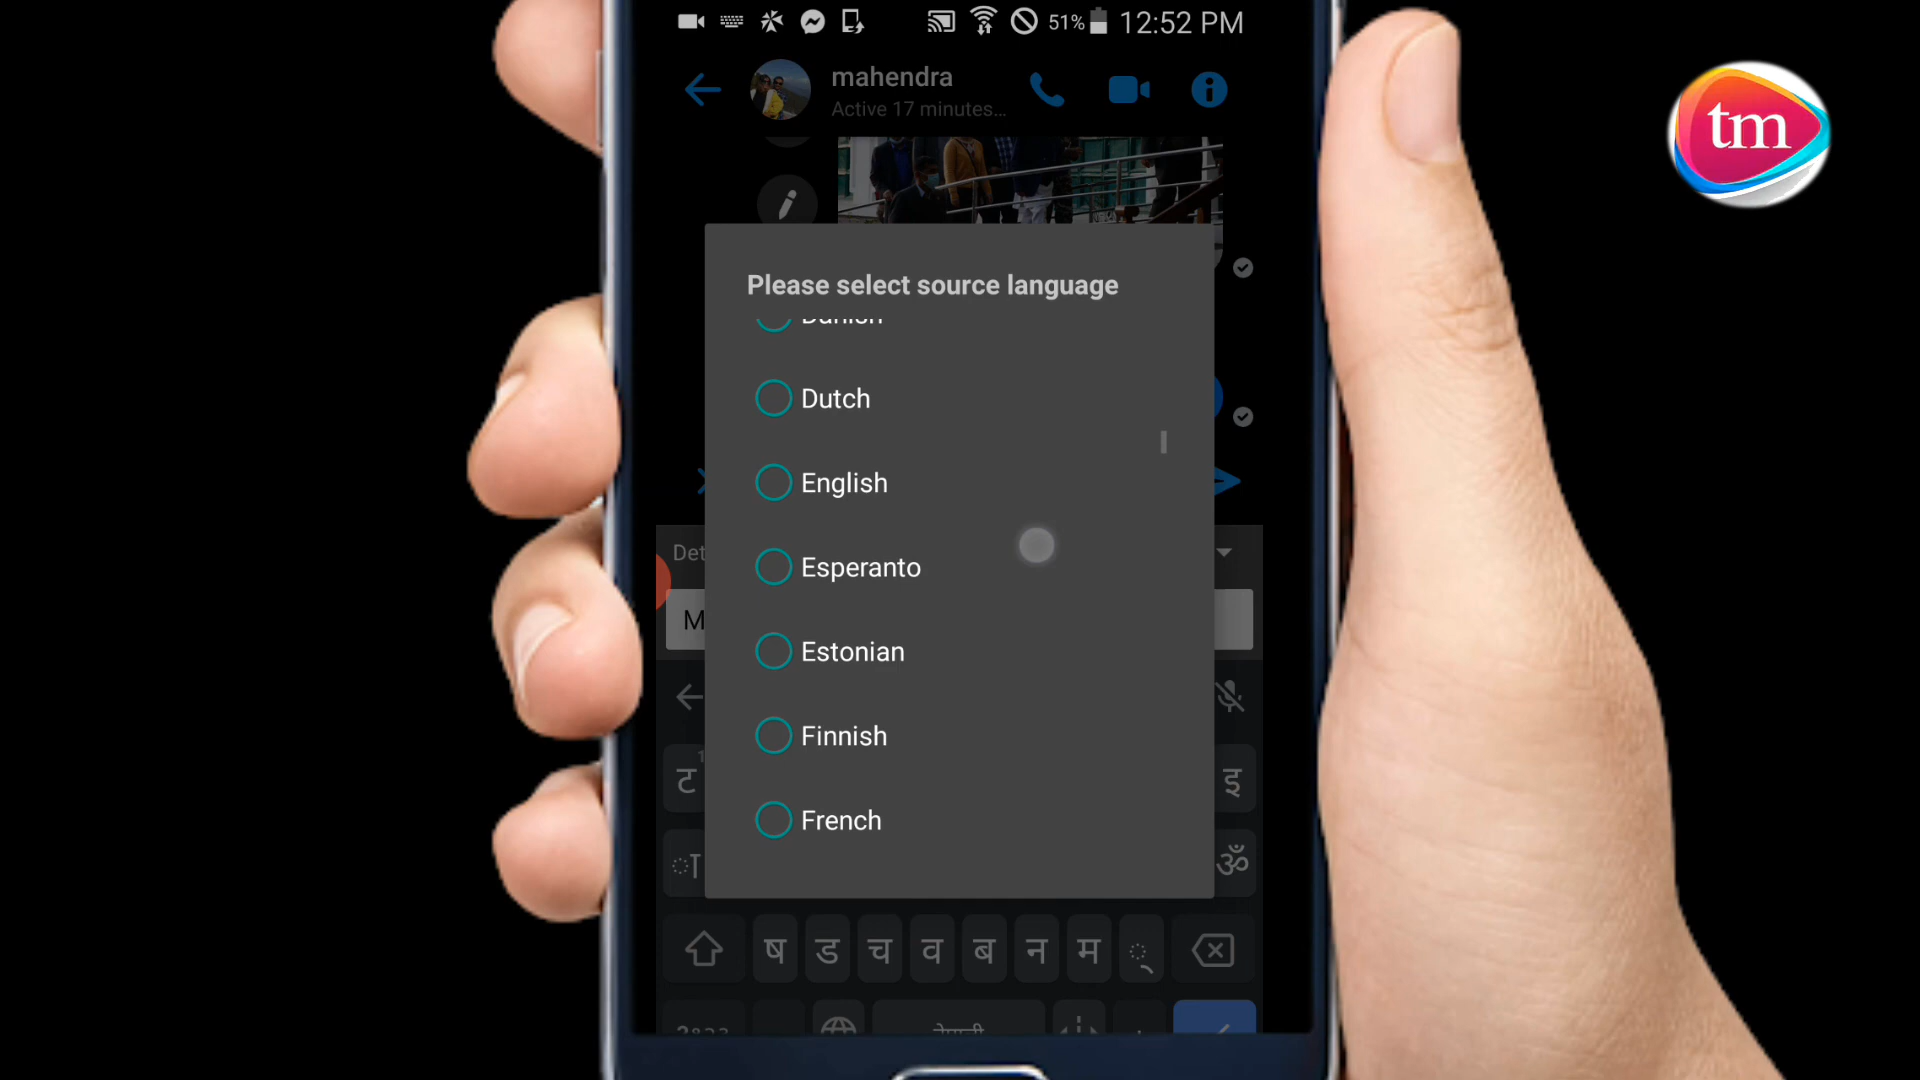 51% 12:52 PM
mahendra
Active 17 minutes...
tm
Please select source language
Danish
Dutch
English
Esperanto
Estonian
Finnish
French
Det
M
ट इ
ा ॐ
ष ड च व ब न म ्
नेपाली